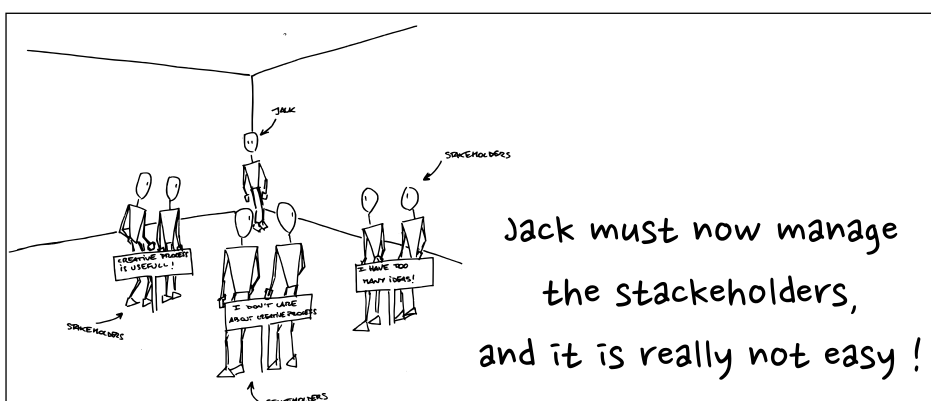 JACK
STAKEHOLDERS
CREATIVE PROCESS
IS USEFULL!
I HAVE TOO
MANY IDEAS!
I DON'T CARE
ABOUT CREATIVE PROCESS
STAKEHOLDERS
STAKEHOLDERS
Jack must now manage
the stackeholders,
and it is really not easy !